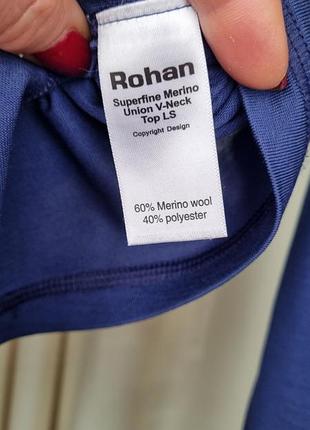 Rohan
Superfine Merino
Union V-Neck
Top LS
Copyright Design
60% Merino wool
40% polyester